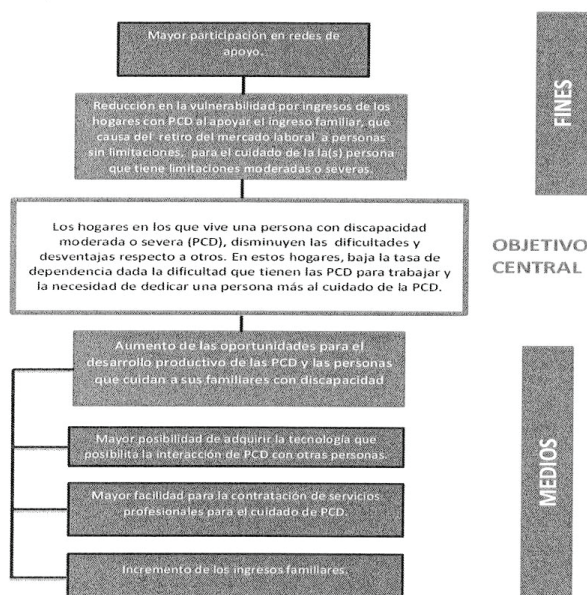 Mayor participación en redes de
apoyo.
FINES
Reducción en la vulnerabilidad por ingresos de los
hogares con PCD al apoyar el ingreso familiar, que
causa del retiro del mercado laboral a personas
sin limitaciones, para el cuidado de la la(s) persona
que tiene limitaciones moderadas o severas.
Los hogares en los que vive una persona con discapacidad
moderada o severa (PCD), disminuyen las dificultades y
desventajas respecto a otros. En estos hogares, baja la tasa de
dependencia dada la dificultad que tienen las PCD para trabajar y
la necesidad de dedicar una persona más al cuidado de la PCD.
OBJETIVO
CENTRAL
Aumento de las oportunidades para el
desarrollo productivo de las PCD y las personas
que cuidan a sus familiares con discapacidad
Mayor posibilidad de adquirir la tecnología que
posibilita la interacción de PCD con otras personas.
Mayor facilidad para la contratación de servicios
profesionales para el cuidado de PCD.
Incremento de los ingresos familiares.
MEDIOS